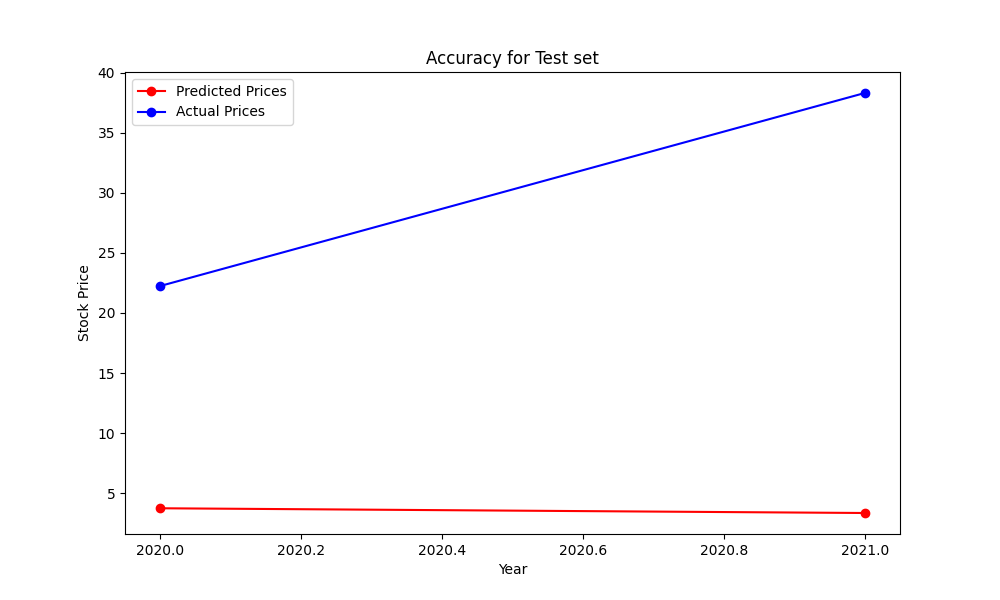 Accuracy for Test set
Predicted Prices
Actual Prices
40
35
30
25
20
15
10
5
Stock Price
2020.0 2020.2 2020.4 2020.6 2020.8 2021.0
Year